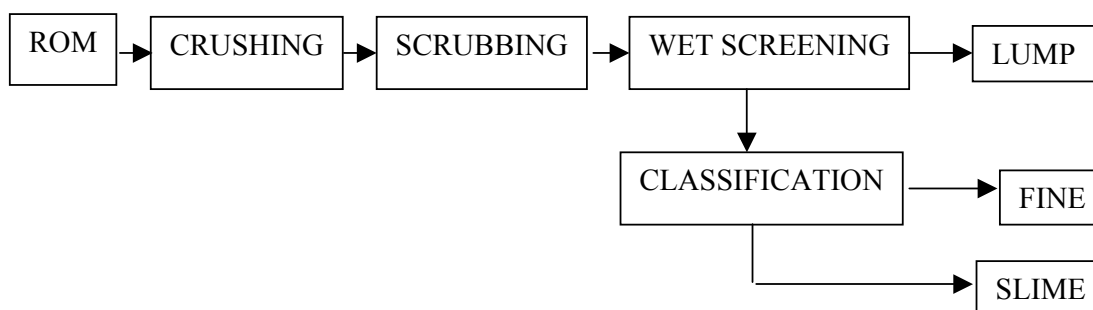 ROM
CRUSHING
SCRUBBING
WET SCREENING
LUMP
CLASSIFICATION
FINE
SLIME